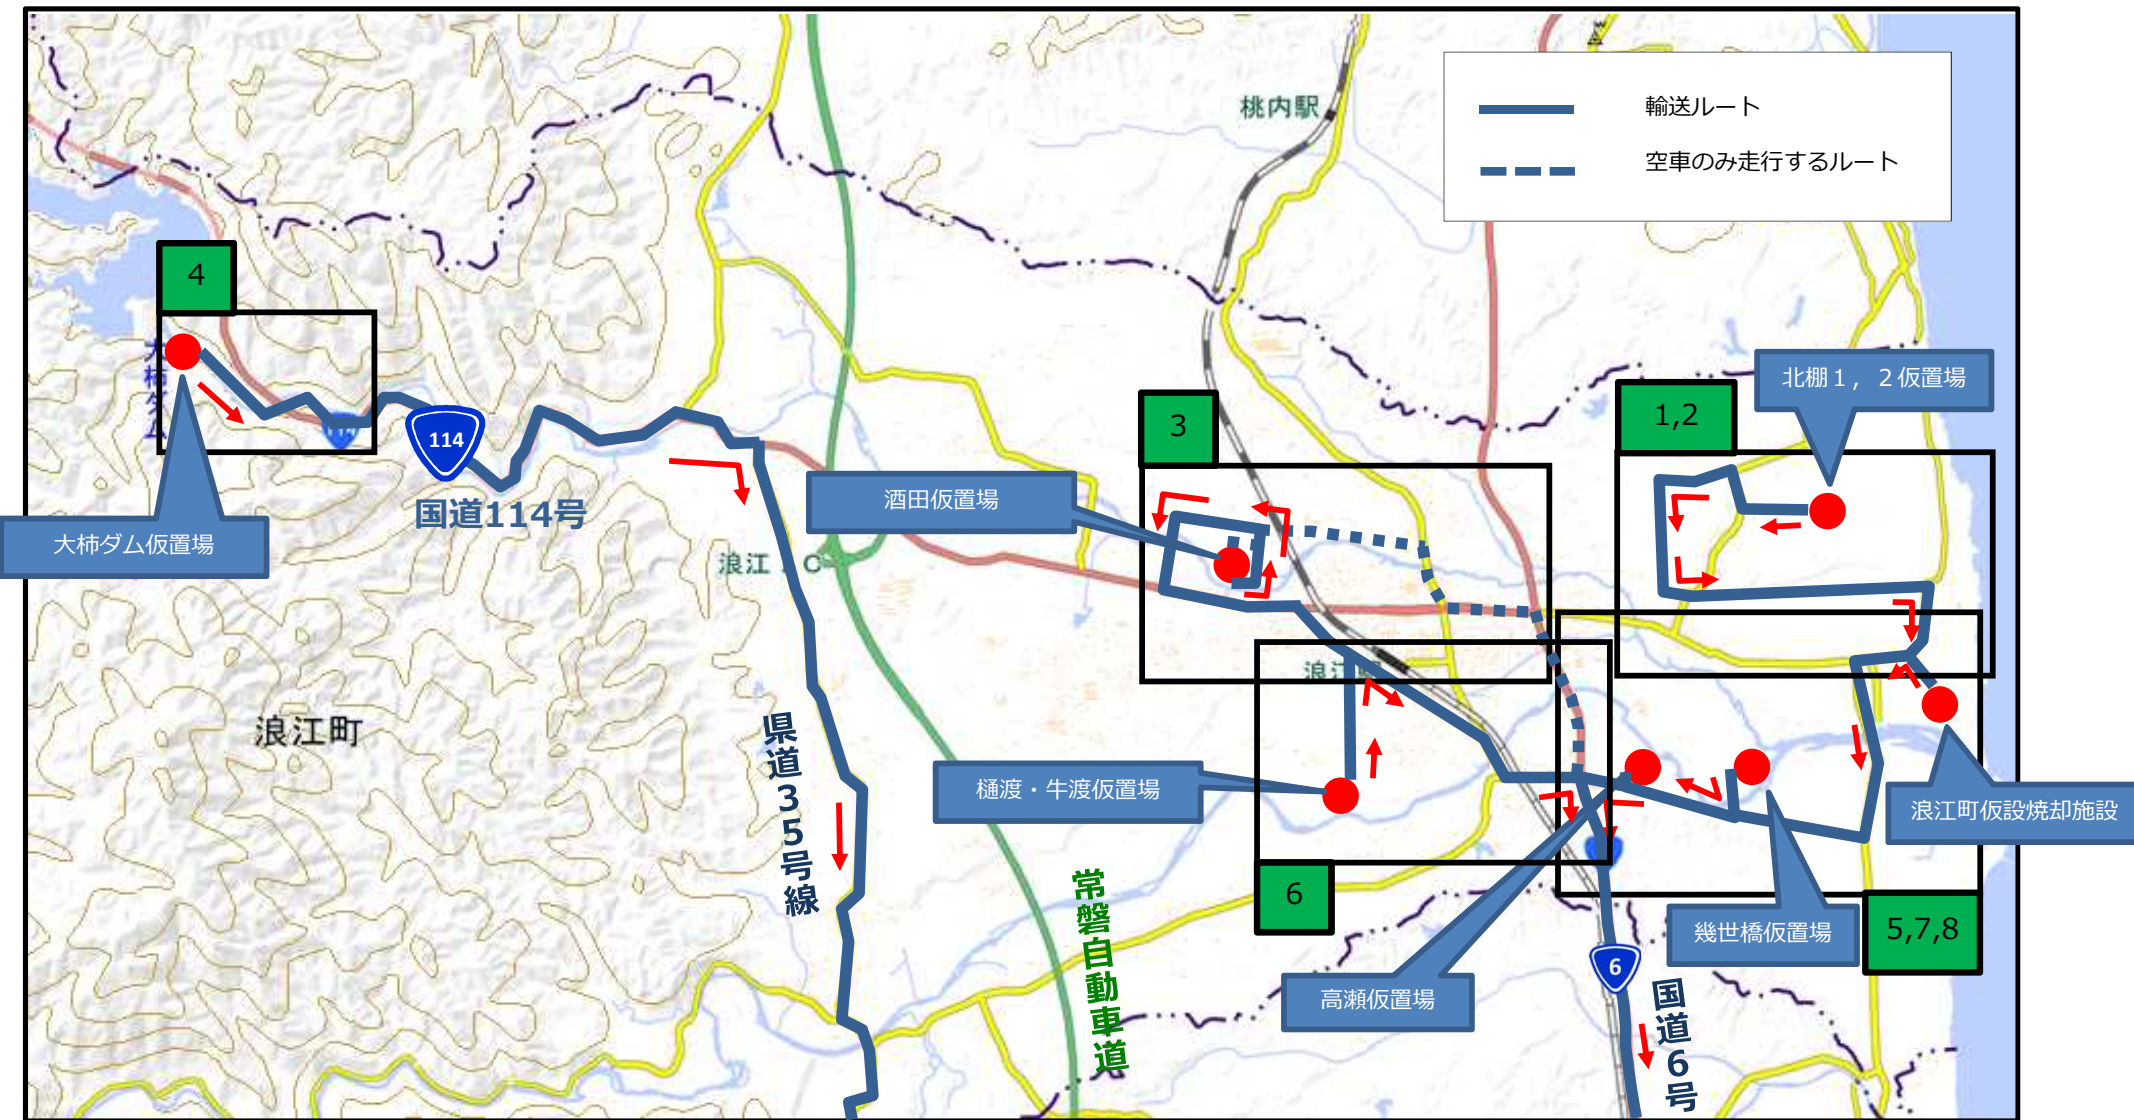 桃内駅
輸送ルート
空車のみ走行するルート
4
大柿ダム
114
国道114号
大柿ダム仮置場
3
酒田仮置場
1,2
北棚１，２仮置場
浪江町
県道35号線
樋渡・牛渡仮置場
常磐自動車道
6
高瀬仮置場
6
国道6号
幾世橋仮置場
5,7,8
浪江町仮設焼却施設